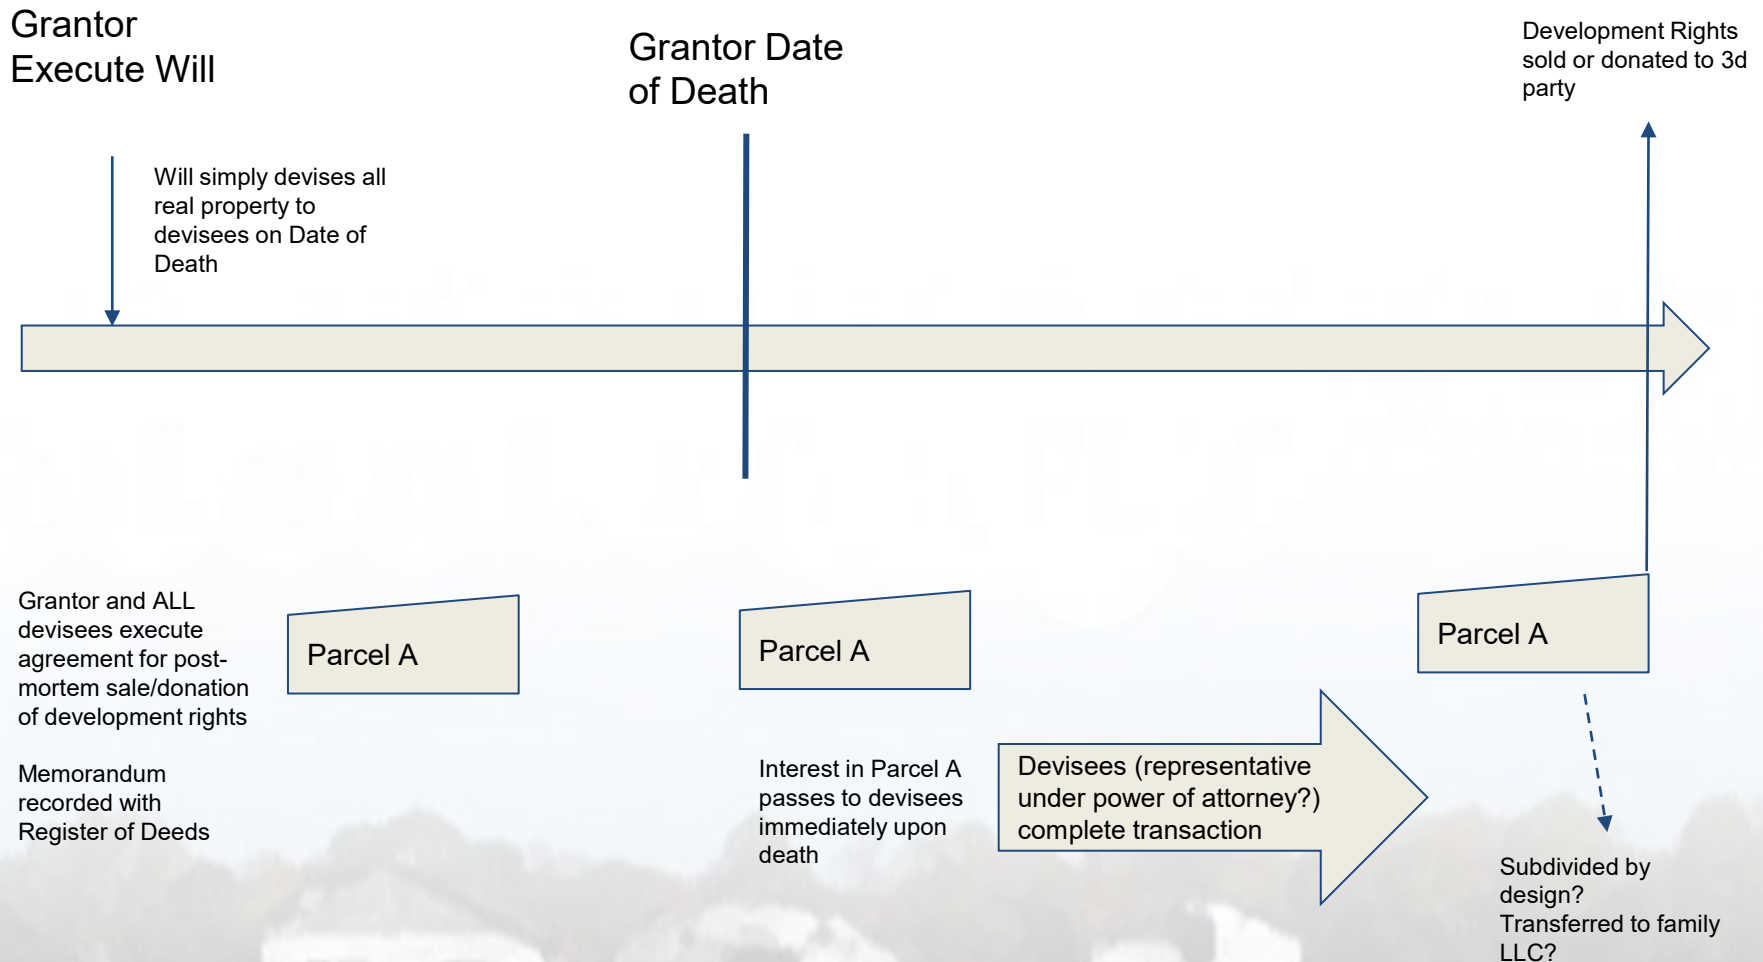 Grantor
Execute Will
Grantor Date
of Death
Development Rights
sold or donated to 3d
party
Will simply devises all
real property to
devisees on Date of
Death
Grantor and ALL
devisees execute
agreement for post-
mortem sale/donation
of development rights
Memorandum
recorded with
Register of Deeds
Parcel A
Parcel A
Interest in Parcel A
passes to devisees
immediately upon
death
Devisees (representative
under power of attorney?)
complete transaction
Parcel A
Subdivided by
design?
Transferred to family
LLC?